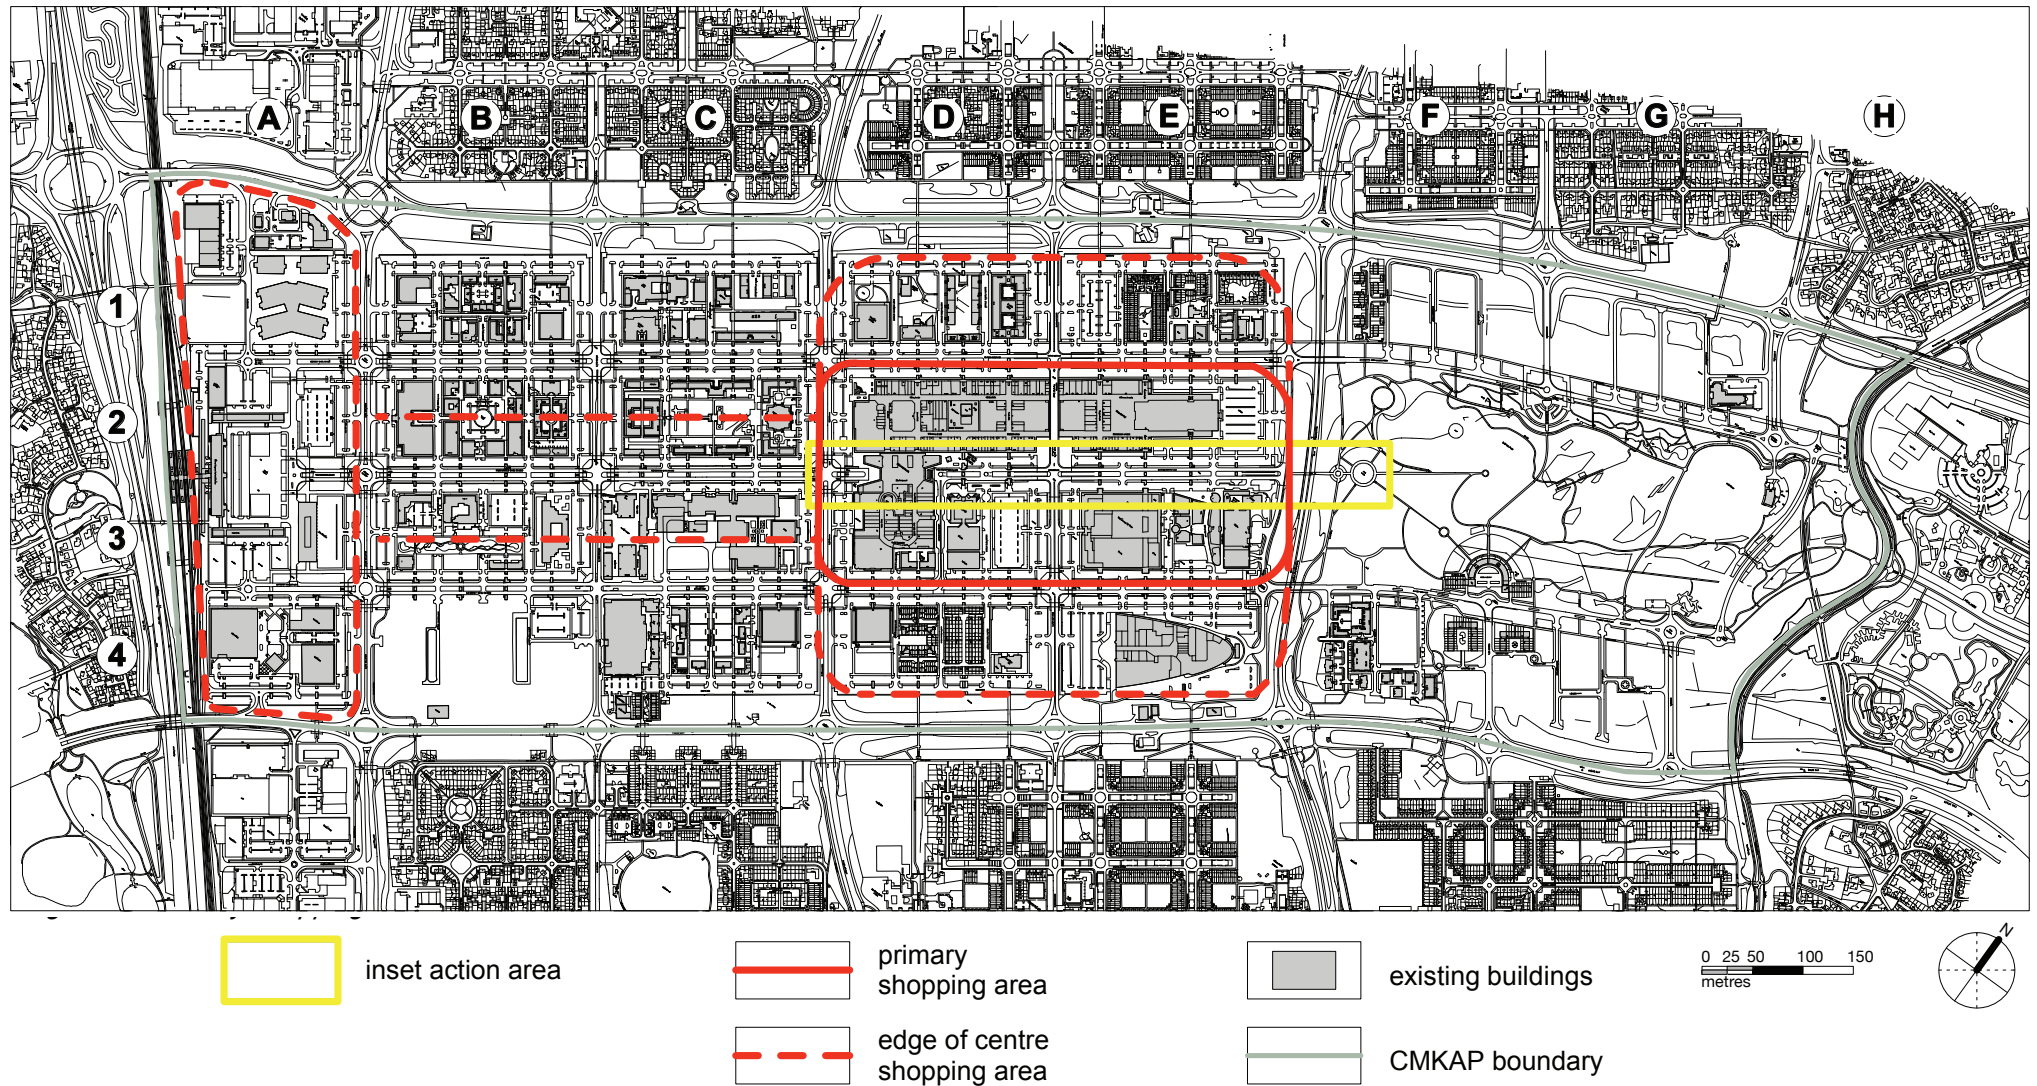 A
B
C
D
E
F
G
H
1
2
3
4
inset action area
primary
shopping area
edge of centre
shopping area
existing buildings
CMKAP boundary
0 25 50 100 150
metres
N